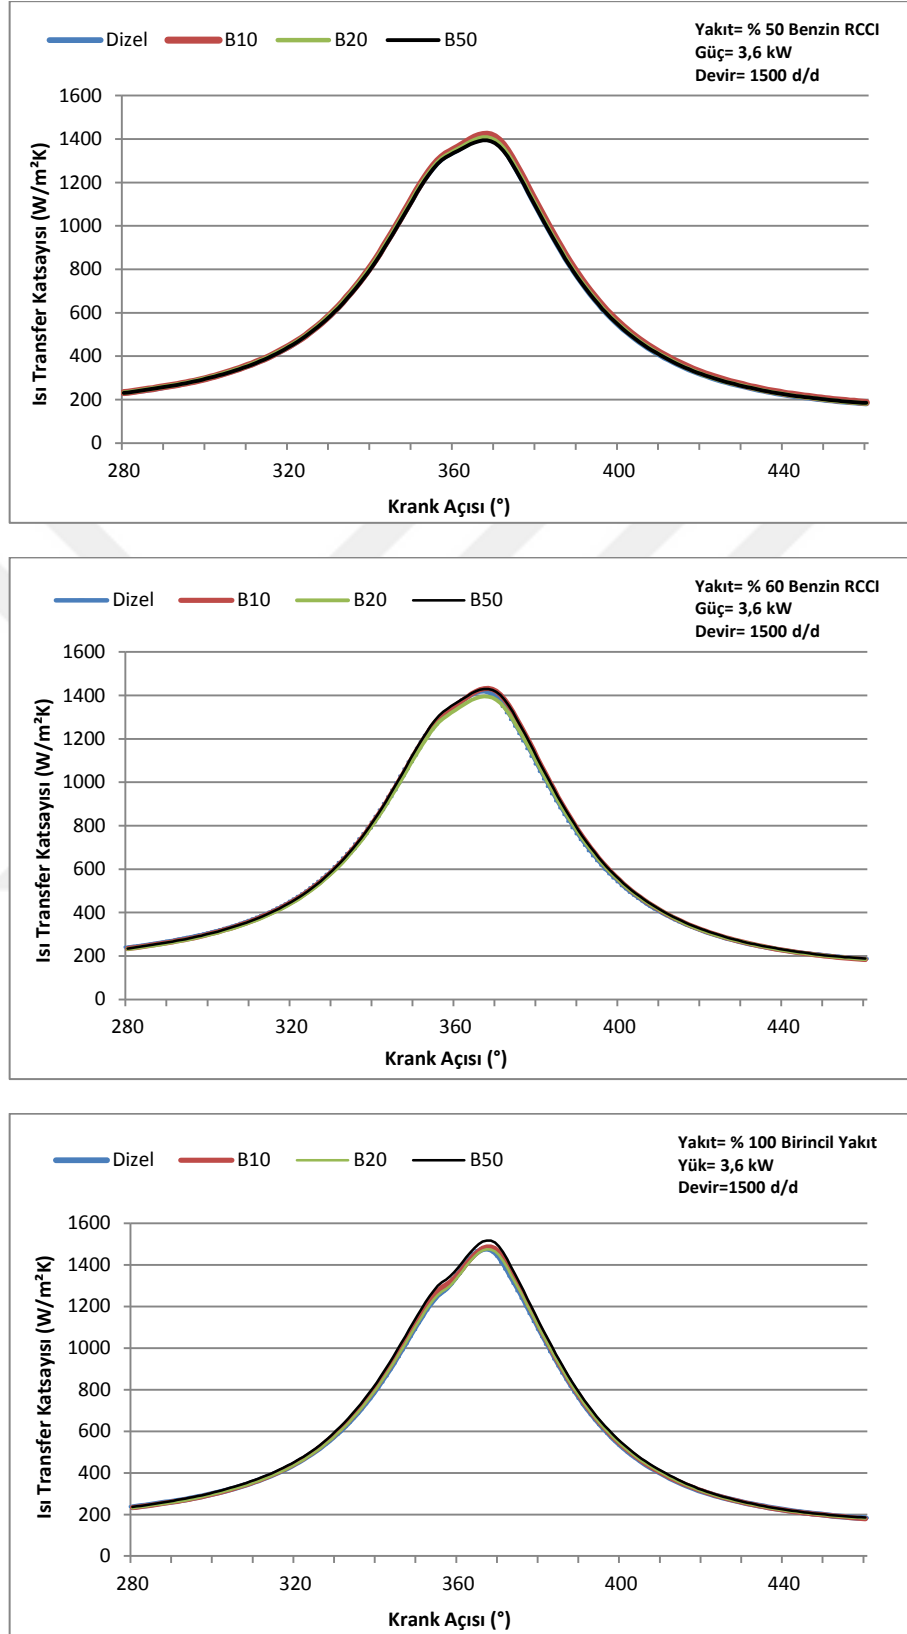 Dizel B10 B20 B50
Yakıt= % 50 Benzin RCCI
Güç= 3,6 kW
Devir= 1500 d/d
Isı Transfer Katsayısı (W/m²K)
1600
1400
1200
1000
800
600
400
200
0
280 320 360 400 440
Krank Açısı (°)
Dizel B10 B20 B50
Yakıt= % 60 Benzin RCCI
Güç= 3,6 kW
Devir= 1500 d/d
Isı Transfer Katsayısı (W/m²K)
1600
1400
1200
1000
800
600
400
200
0
280 320 360 400 440
Krank Açısı (°)
Dizel B10 B20 B50
Yakıt= % 100 Birincil Yakıt
Yük= 3,6 kW
Devir=1500 d/d
Isı Transfer Katsayısı (W/m²K)
1600
1400
1200
1000
800
600
400
200
0
280 320 360 400 440
Krank Açısı (°)